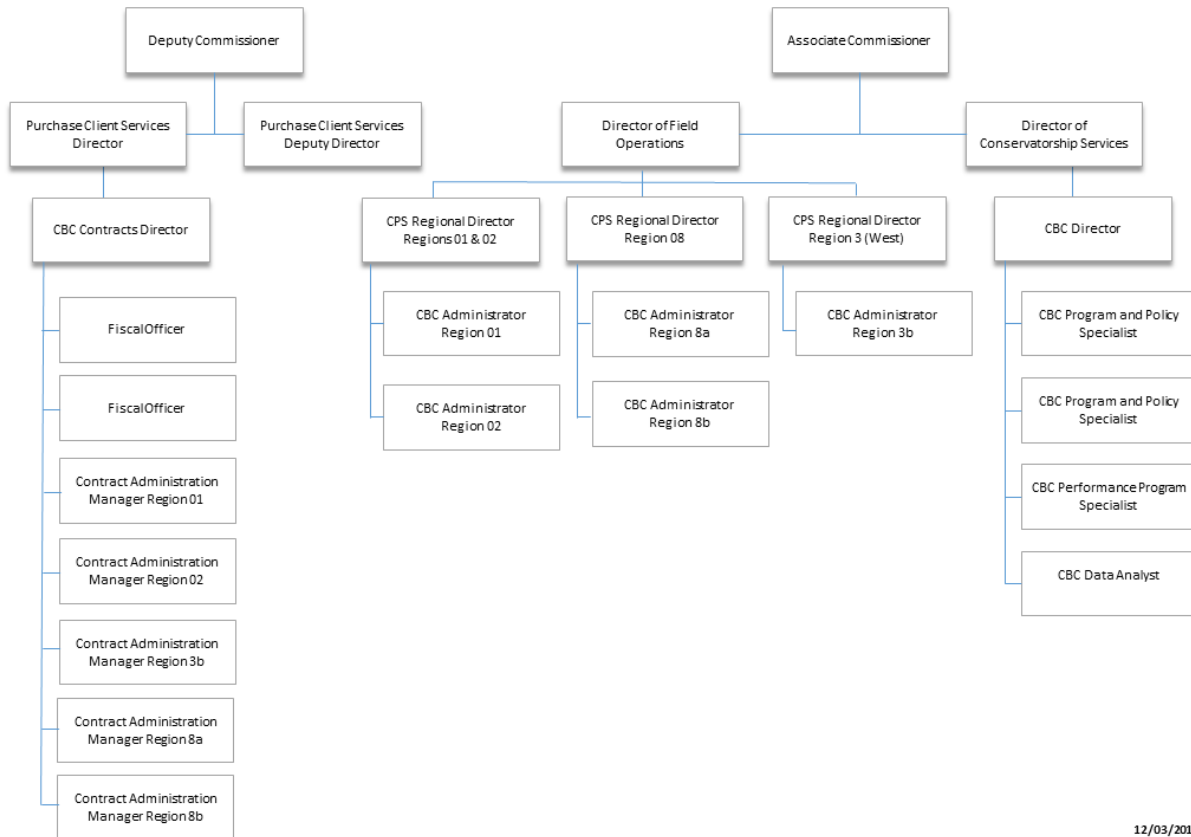 Deputy Commissioner
Associate Commissioner
Purchase Client Services
Director
Purchase Client Services
Deputy Director
Director of Field
Operations
Director of
Conservatorship Services
CBC Contracts Director
CPS Regional Director
Regions 01 & 02
CPS Regional Director
Region 08
CPS Regional Director
Region 3 (West)
CBC Director
Fiscal Officer
Fiscal Officer
Contract Administration
Manager Region 01
Contract Administration
Manager Region 02
Contract Administration
Manager Region 3b
Contract Administration
Manager Region 8a
Contract Administration
Manager Region 8b
CBC Administrator
Region 01
CBC Administrator
Region 02
CBC Administrator
Region 8a
CBC Administrator
Region 8b
CBC Administrator
Region 3b
CBC Program and Policy
Specialist
CBC Program and Policy
Specialist
CBC Performance Program
Specialist
CBC Data Analyst